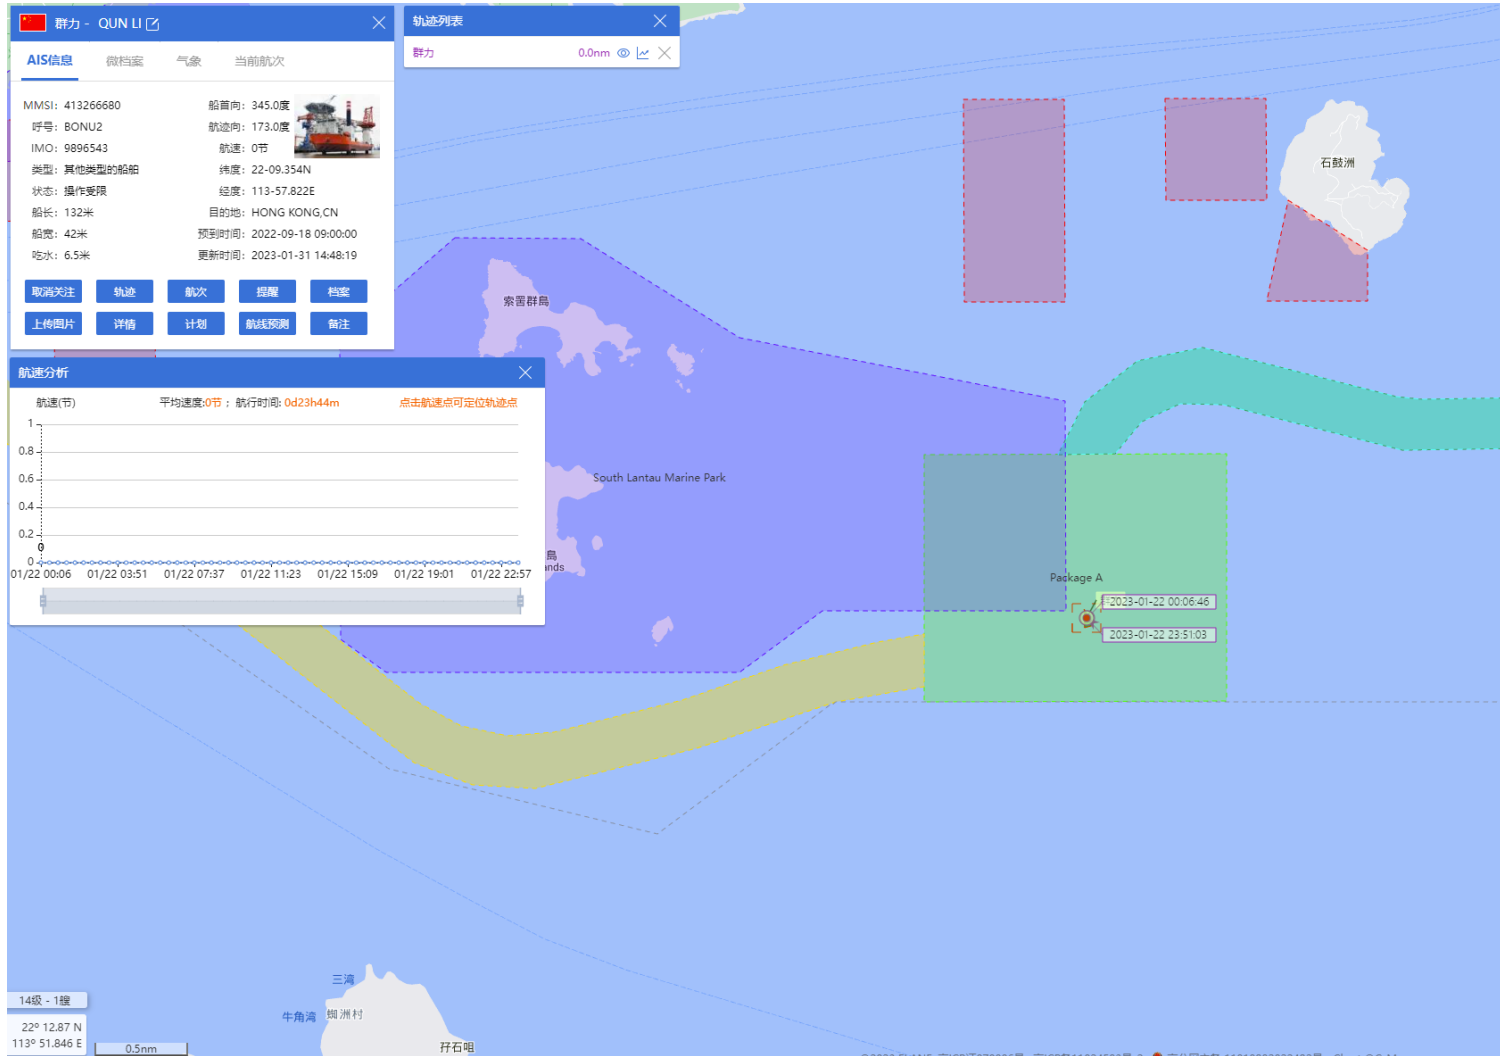 群力 - QUN LI
AIS信息 微档案 气象 当前航次
MMSI: 413266680 船首向: 345.0度
呼号: BONU2 航迹向: 173.0度
IMO: 9896543 航速: 0节
类型: 其他类型的船舶 纬度: 22-09.354N
状态: 操作受限 经度: 113-57.822E
船长: 132米 目的地: HONG KONG,CN
船宽: 42米 预到时间: 2022-09-18 09:00:00
吃水: 6.5米 更新时间: 2023-01-31 14:48:19
取消关注 轨迹 航次 提醒 档案
上传图片 详情 计划 航线预测 备注
轨迹列表
群力 0.0nm
航速分析
航速(节) 平均速度:0节 ; 航行时间: 0d23h44m 点击航速点可定位轨迹点
1
0.8
0.6
0.4
0.2
0
0
01/22 00:06 01/22 03:51 01/22 07:37 01/22 11:23 01/22 15:09 01/22 19:01 01/22 22:57
石鼓洲
索罟群島
South Lantau Marine Park
島
nds
Package A
2023-01-22 00:06:46
2023-01-22 23:51:03
三湾
牛角湾
蜘洲村
孖石咀
14级 - 1艘
22º 12.87 N
113º 51.846 E
0.5nm